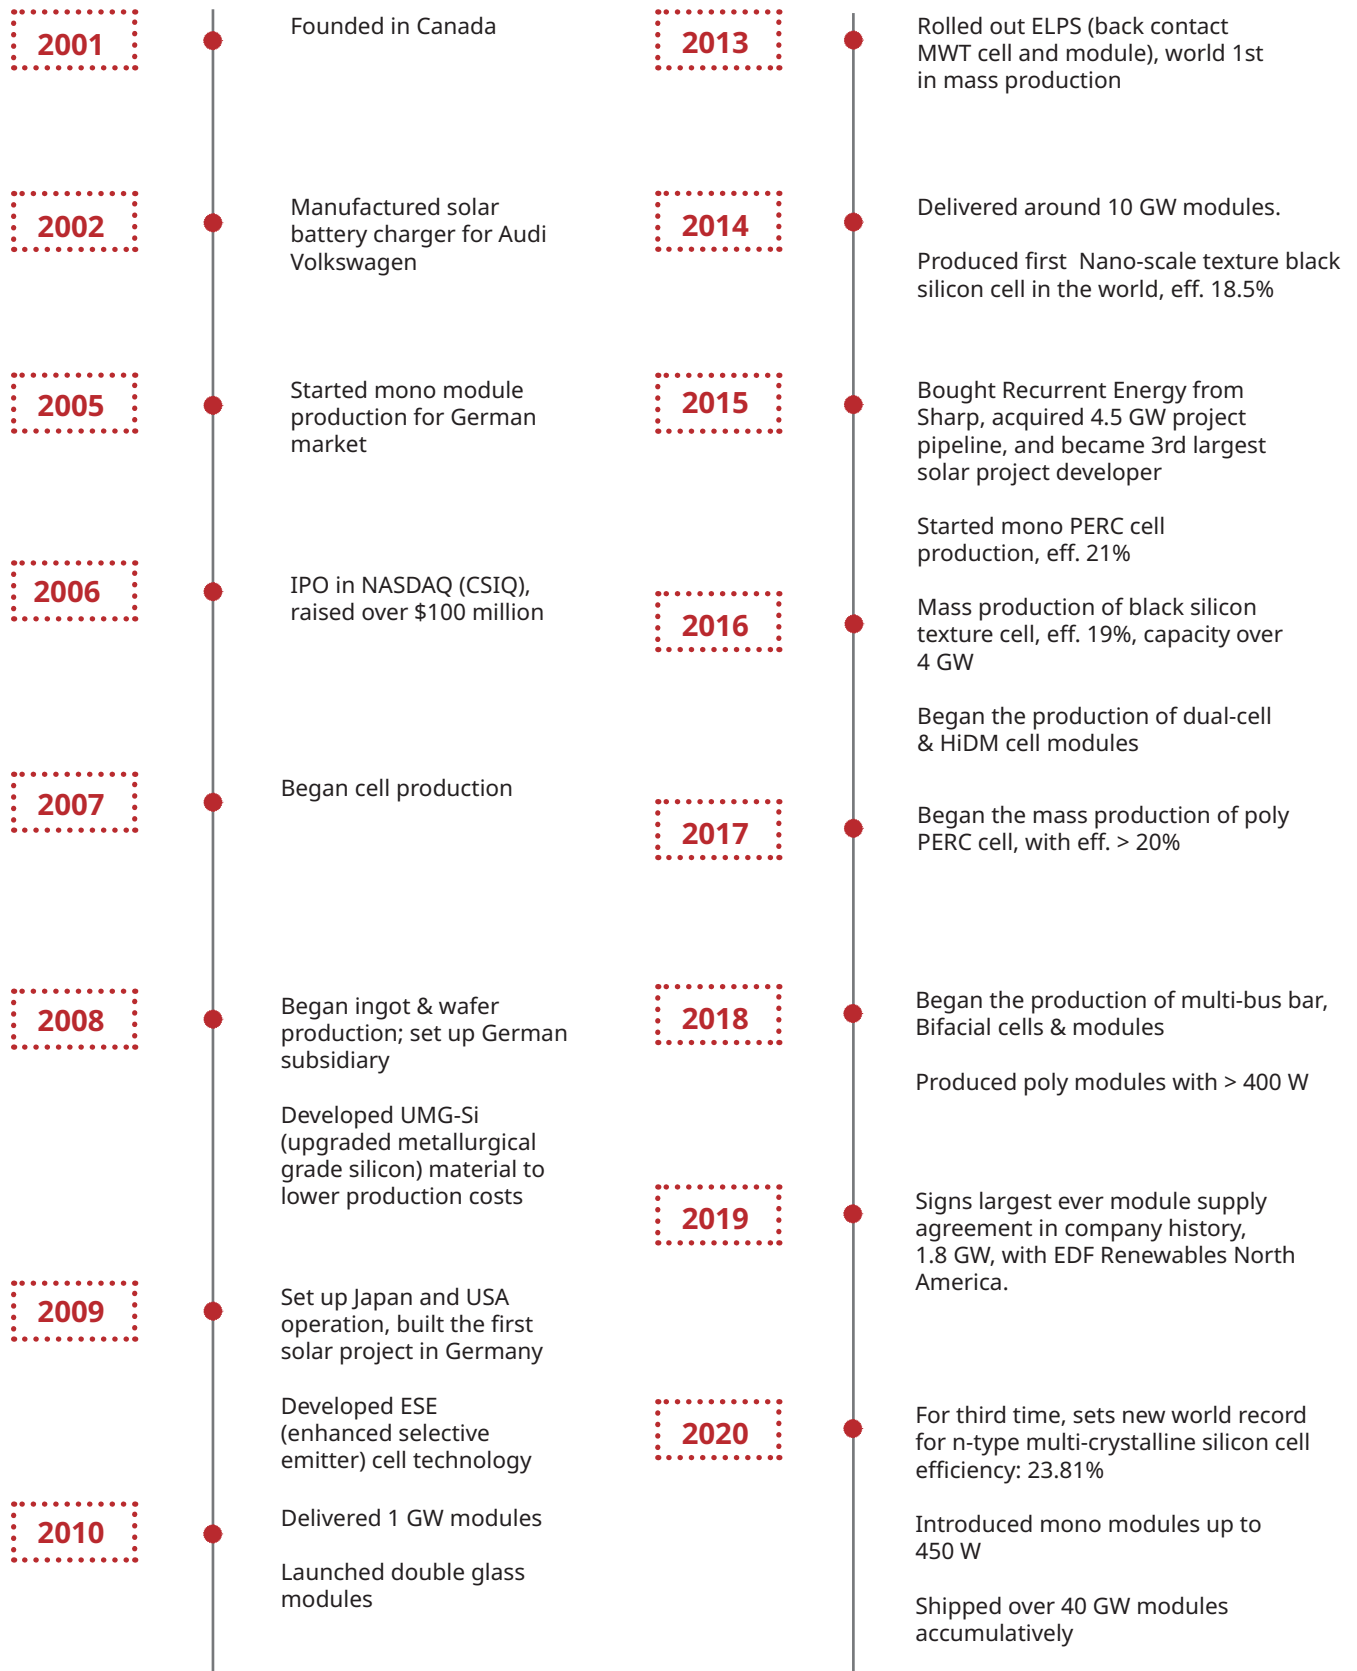 2001
Founded in Canada
2002
Manufactured solar
battery charger for Audi
Volkswagen
2005
Started mono module
production for German
market
2006
IPO in NASDAQ (CSIQ),
raised over $100 million
2007
Began cell production
2008
Began ingot & wafer
production; set up German
subsidiary
Developed UMG-Si
(upgraded metallurgical
grade silicon) material to
lower production costs
2009
Set up Japan and USA
operation, built the first
solar project in Germany
Developed ESE
(enhanced selective
emitter) cell technology
2010
Delivered 1 GW modules
Launched double glass
modules
2013
Rolled out ELPS (back contact
MWT cell and module), world 1st
in mass production
2014
Delivered around 10 GW modules.
Produced first  Nano-scale texture black
silicon cell in the world, eff. 18.5%
2015
Bought Recurrent Energy from
Sharp, acquired 4.5 GW project
pipeline, and became 3rd largest
solar project developer
Started mono PERC cell
production, eff. 21%
2016
Mass production of black silicon
texture cell, eff. 19%, capacity over
4 GW
Began the production of dual-cell
& HiDM cell modules
2017
Began the mass production of poly
PERC cell, with eff. > 20%
2018
Began the production of multi-bus bar,
Bifacial cells & modules
Produced poly modules with > 400 W
2019
Signs largest ever module supply
agreement in company history,
1.8 GW, with EDF Renewables North
America.
2020
For third time, sets new world record
for n-type multi-crystalline silicon cell
efficiency: 23.81%
Introduced mono modules up to
450 W
Shipped over 40 GW modules
accumulatively